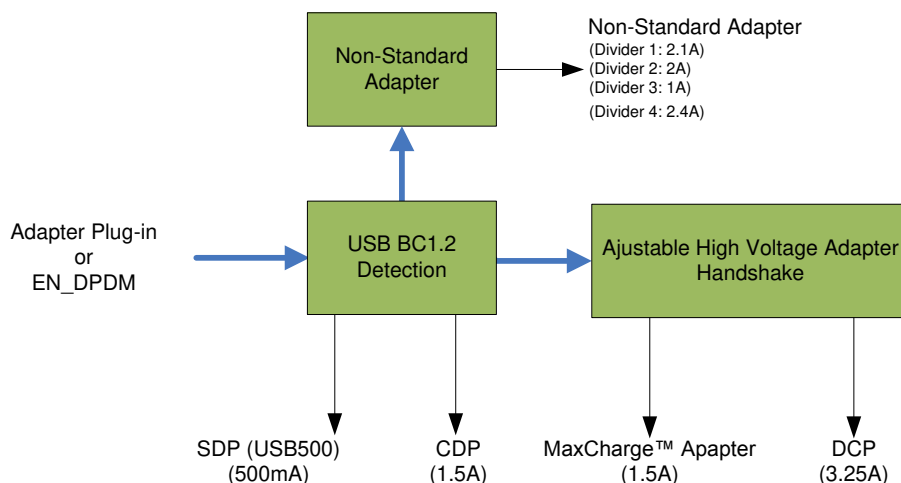 Non-Standard
Adapter
Non-Standard Adapter
(Divider 1: 2.1A)
(Divider 2: 2A)
(Divider 3: 1A)
(Divider 4: 2.4A)
Adapter Plug-in
or
EN_DPDM
USB BC1.2
Detection
Ajustable High Voltage Adapter
Handshake
SDP (USB500)
(500mA)
CDP
(1.5A)
MaxCharge™ Apapter
(1.5A)
DCP
(3.25A)